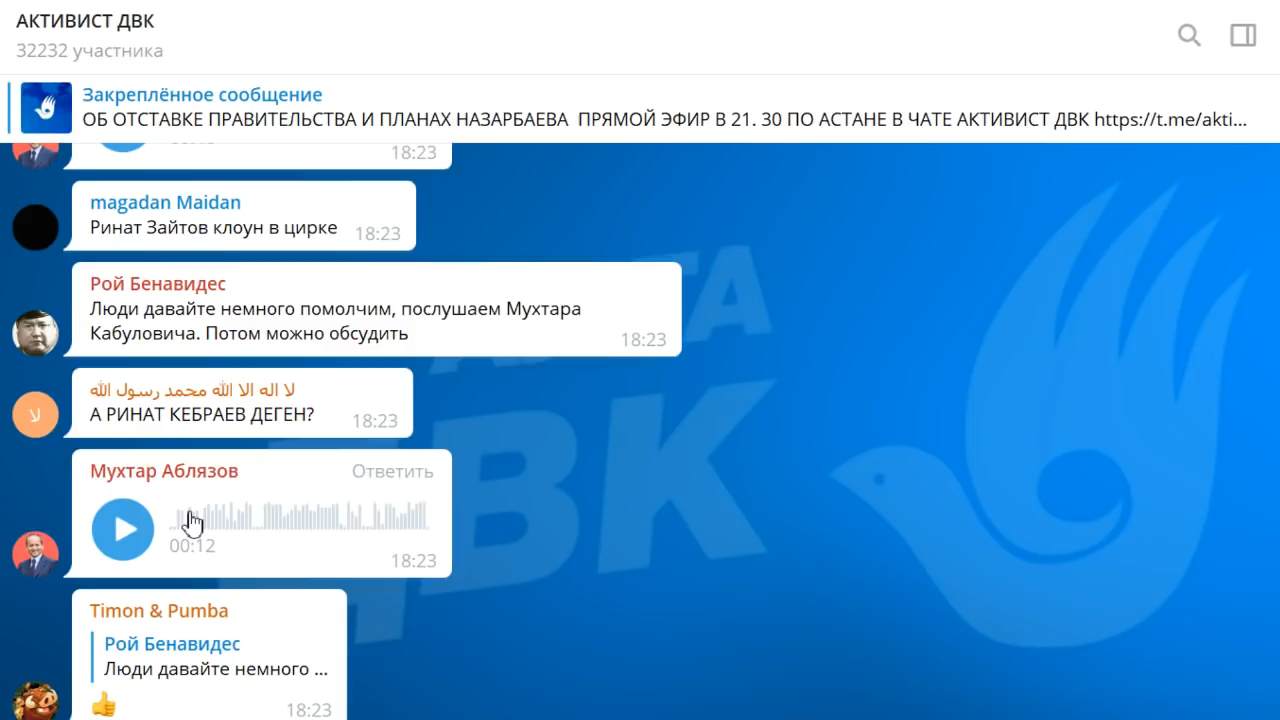 АКТИВИСТ ДВК
32232 участника
Закреплённое сообщение
ОБ ОТСТАВКЕ ПРАВИТЕЛЬСТВА И ПЛАНАХ НАЗАРБАЕВА ПРЯМОЙ ЭФИР В 21. 30 ПО АСТАНЕ В ЧАТЕ АКТИВИСТ ДВК https://t.me/akti...
18:23
magadan Maidan
Ринат Зайтов клоун в цирке 18:23
Рой Бенавидес
Люди давайте немного помолчим, послушаем Мухтара
Кабуловича. Потом можно обсудить 18:23
لا اله الا الله محمد رسول الله
А РИНАТ КЕБРАЕВ ДЕГЕН? 18:23
لا
Мухтар Аблязов Ответить
00:12
18:23
Timon & Pumba
Рой Бенавидес
Люди давайте немного ...
👍 18:23
ДВК